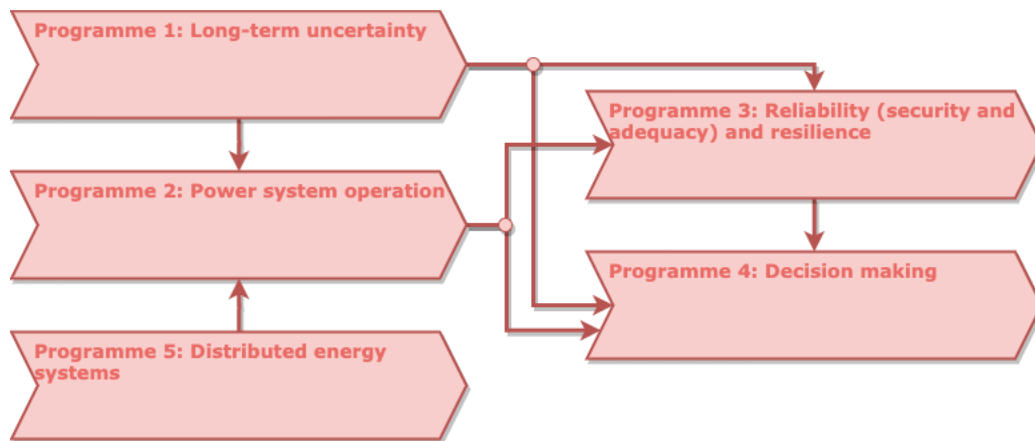 Programme 1: Long-term uncertainty
Programme 2: Power system operation
Programme 5: Distributed energy
systems
Programme 3: Reliability (security and
adequacy) and resilience
Programme 4: Decision making